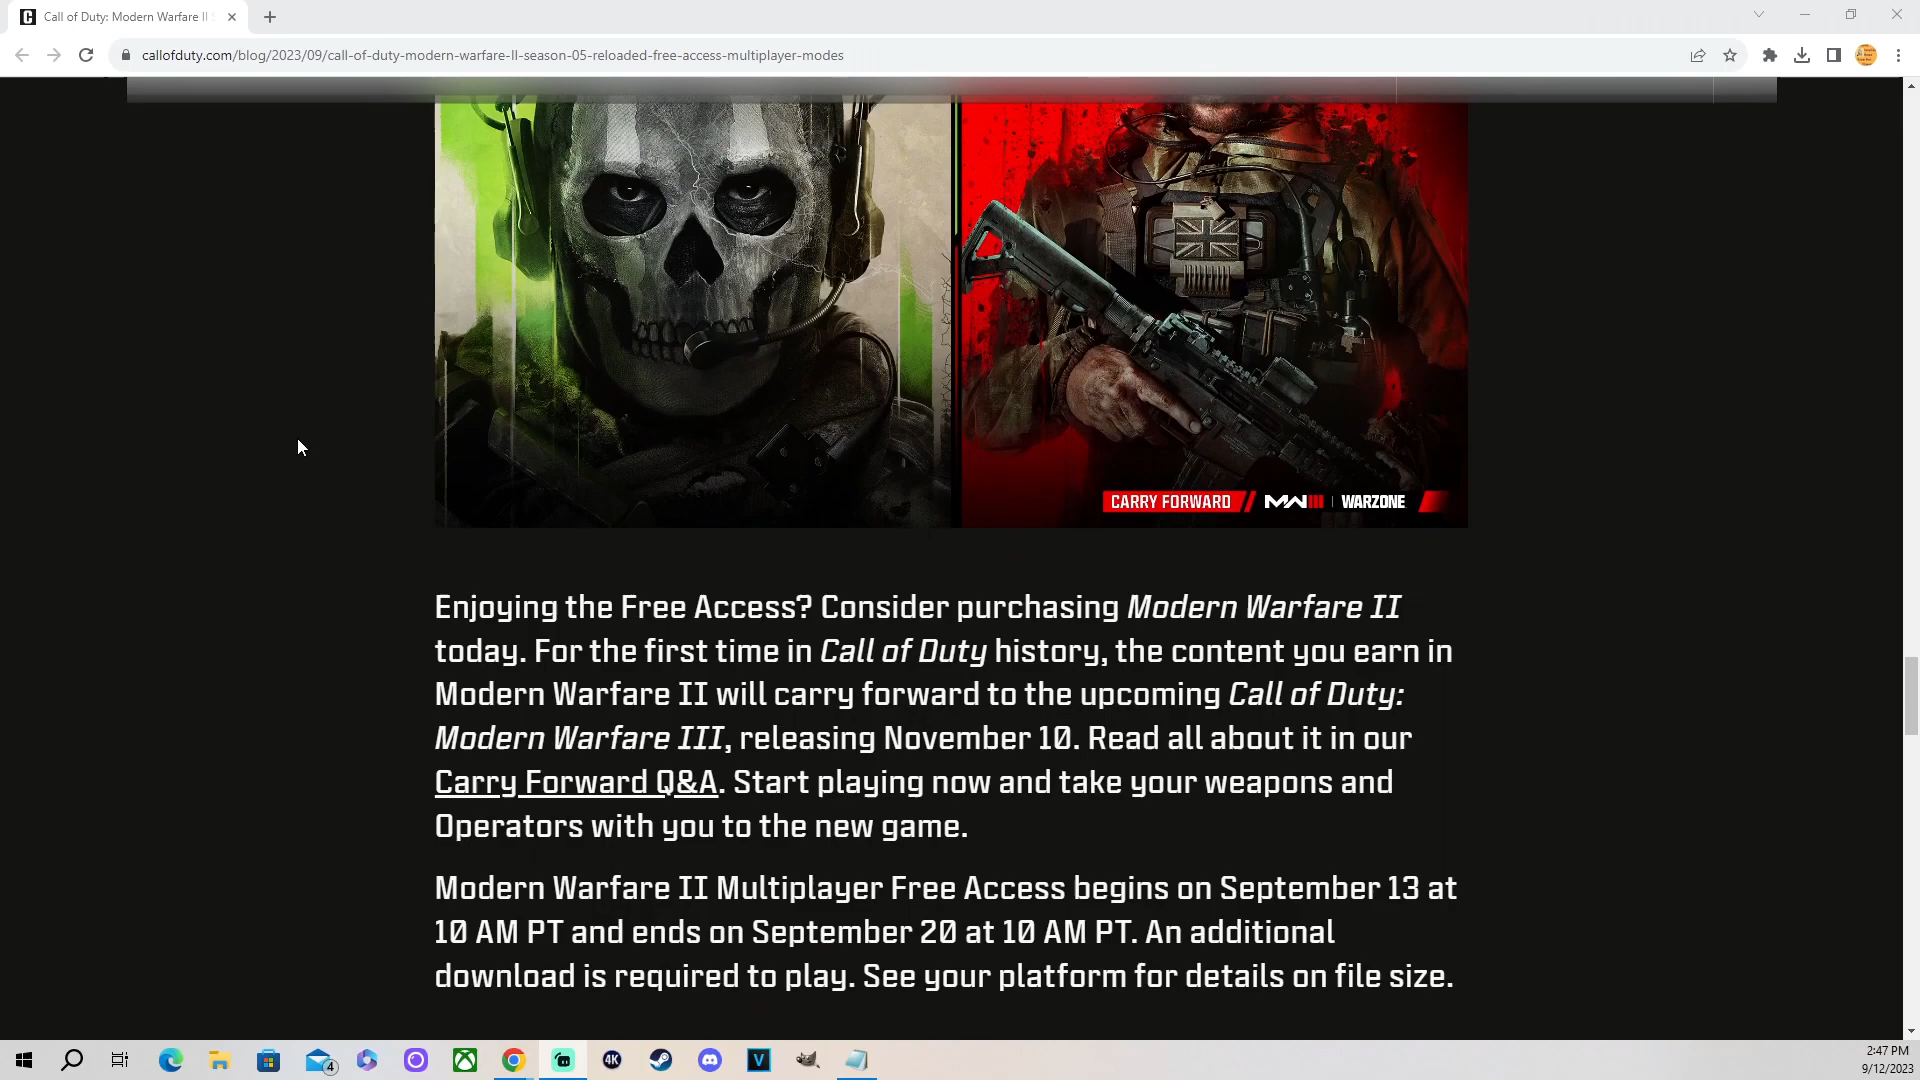 Call of Duty: Modern Warfare II
callofduty.com/blog/2023/09/call-of-duty-modern-warfare-II-season-05-reloaded-free-access-multiplayer-modes
CARRY FORWARD MWIII | WARZONE
Enjoying the Free Access? Consider purchasing Modern Warfare II
today. For the first time in Call of Duty history, the content you earn in
Modern Warfare II will carry forward to the upcoming Call of Duty:
Modern Warfare III, releasing November 10. Read all about it in our
Carry Forward Q&A. Start playing now and take your weapons and
Operators with you to the new game.
Modern Warfare II Multiplayer Free Access begins on September 13 at
10 AM PT and ends on September 20 at 10 AM PT. An additional
download is required to play. See your platform for details on file size.
4
4K
V
2:47 PM
9/12/2023